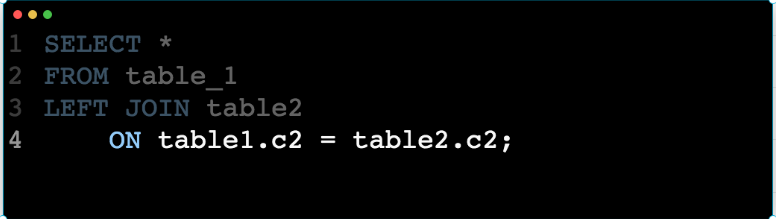 1 SELECT *
2 FROM table_1
3 LEFT JOIN table2
4 ON table1.c2 = table2.c2;